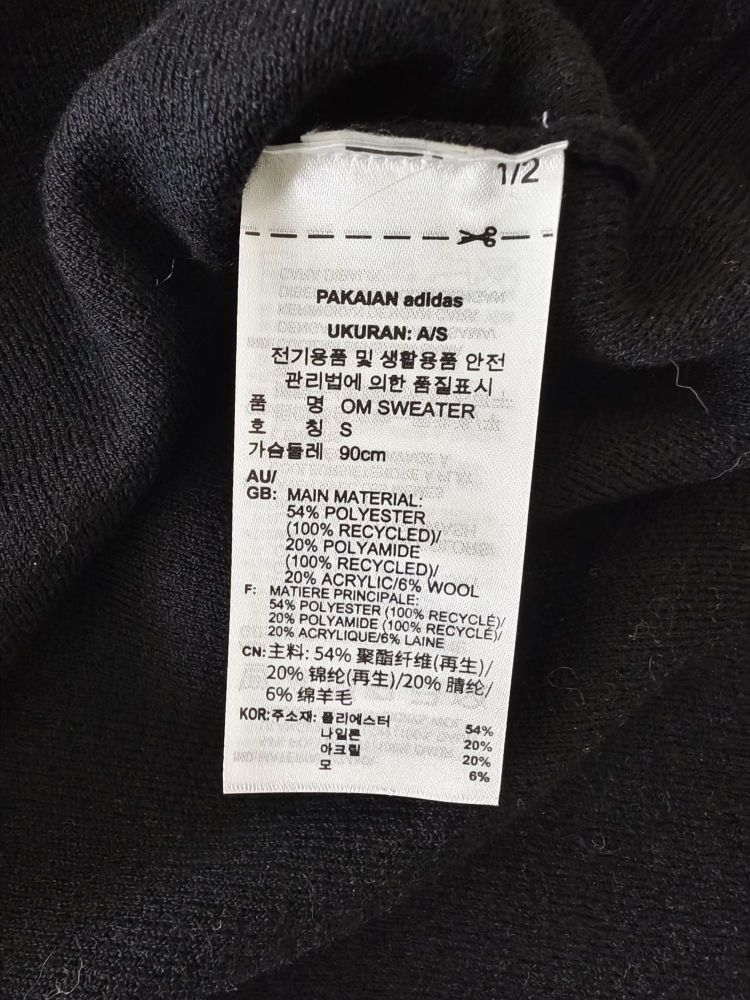 1/2
PAKAIAN adidas
UKURAN: A/S
전기용품 및 생활용품 안전
관리법에 의한 품질표시
품 명 OM SWEATER
호 칭 S
가슴둘레 90cm
AU/
GB: MAIN MATERIAL:
54% POLYESTER
(100% RECYCLED)/
20% POLYAMIDE
(100% RECYCLED)/
20% ACRYLIC/6% WOOL
F: MATIERE PRINCIPALE:
54% POLYESTER (100% RECYCLÉ)/
20% POLYAMIDE (100% RECYCLÉ)/
20% ACRYLIQUE/6% LAINE
CN:主料: 54% 聚酯纤维(再生)/
20% 锦纶(再生)/20% 腈纶/
6% 绵羊毛
KOR:주소재: 폴리에스터 54%
나일론 20%
아크릴 20%
모 6%